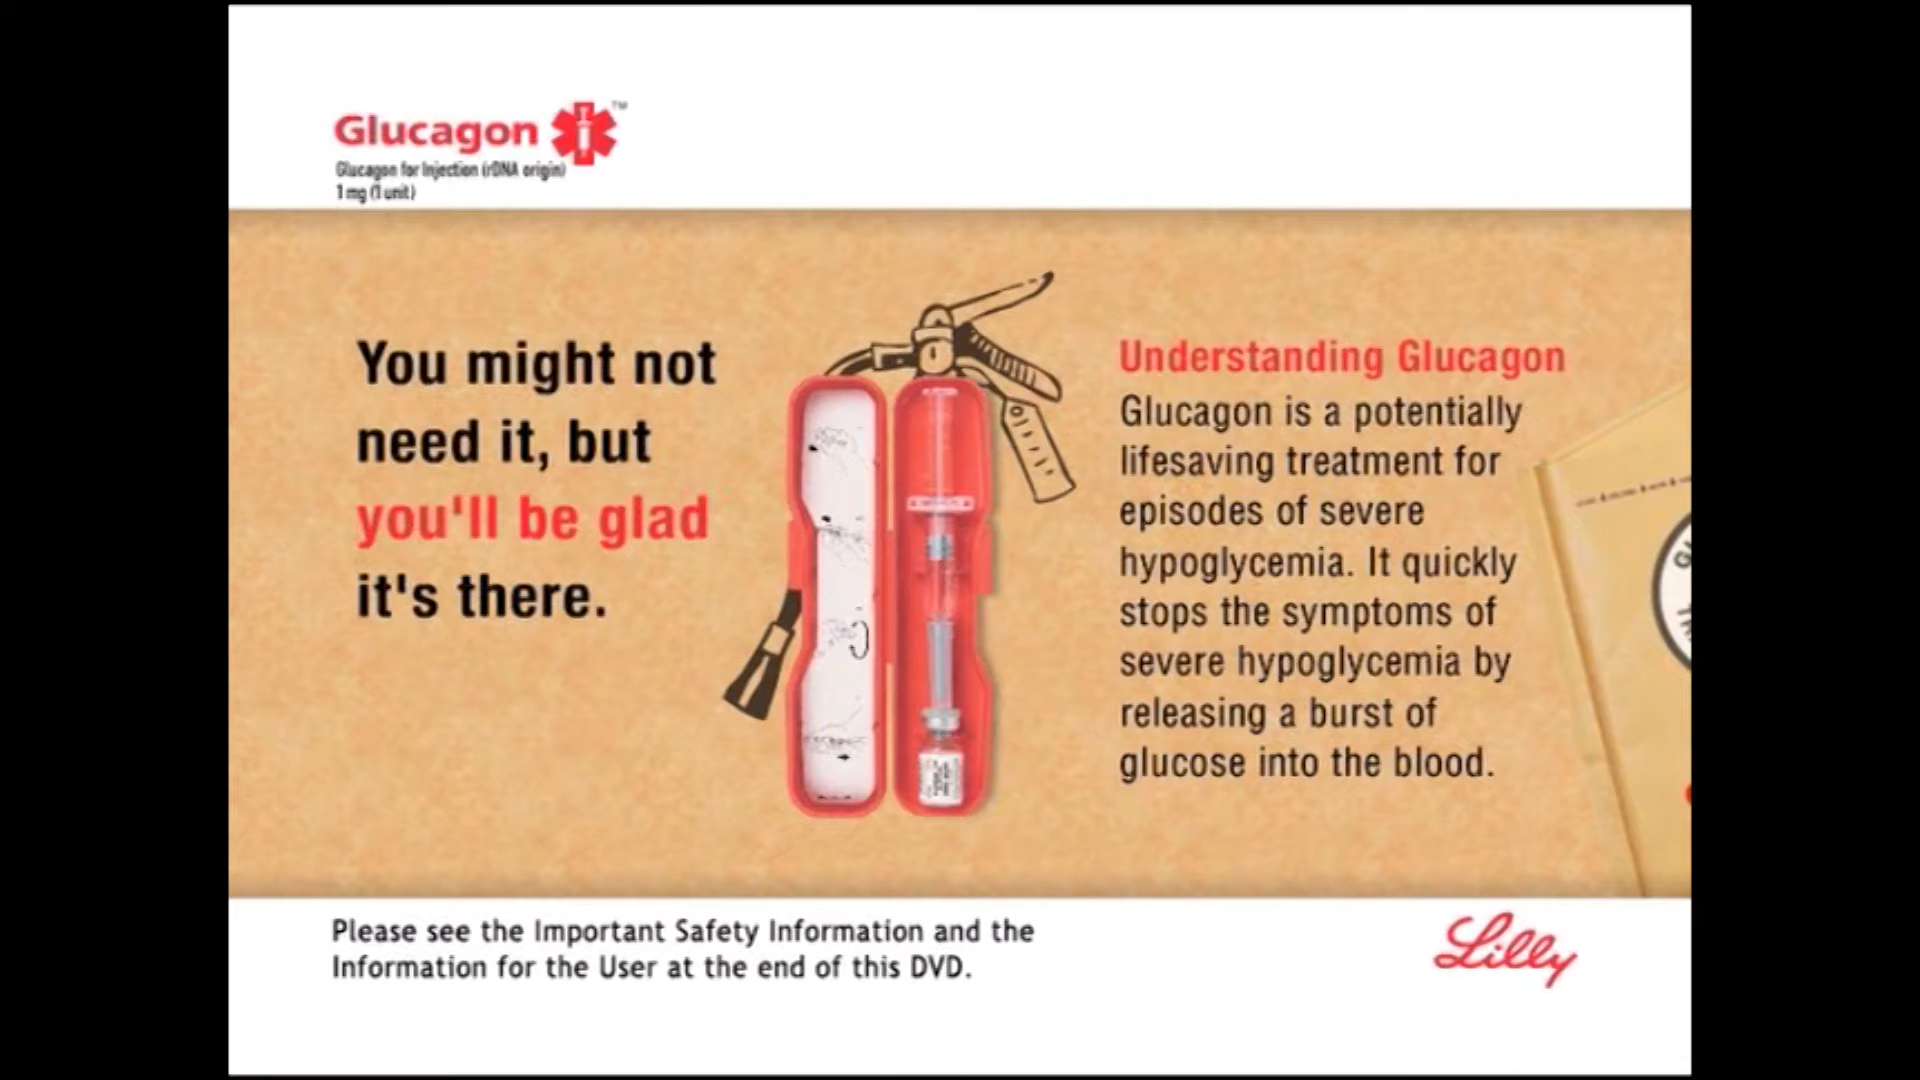 Glucagon ™
Glucagon for Injection (rDNA origin)
1 mg (1 unit)
You might not
need it, but
you'll be glad
it's there.
Understanding Glucagon
Glucagon is a potentially
lifesaving treatment for
episodes of severe
hypoglycemia. It quickly
stops the symptoms of
severe hypoglycemia by
releasing a burst of
glucose into the blood.
Please see the Important Safety Information and the
Information for the User at the end of this DVD.
Lilly